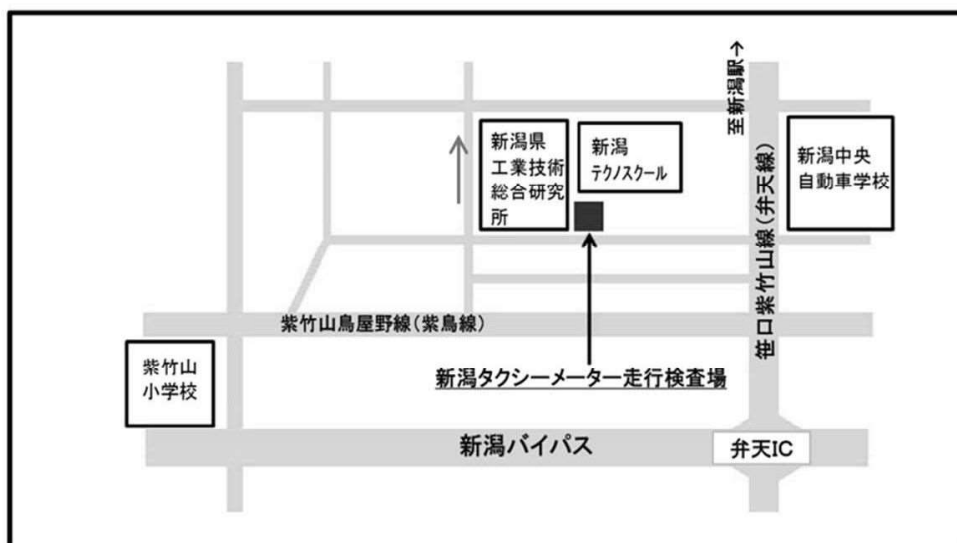 至新潟駅→
新潟県
工業技術
総合研究
所
新潟
ﾃｸﾉｽｸｰﾙ
新潟中央
自動車学校
笹口紫竹山線(弁天線)
紫竹山鳥屋野線(紫鳥線)
紫竹山
小学校
新潟タクシーメーター走行検査場
新潟バイパス
弁天IC